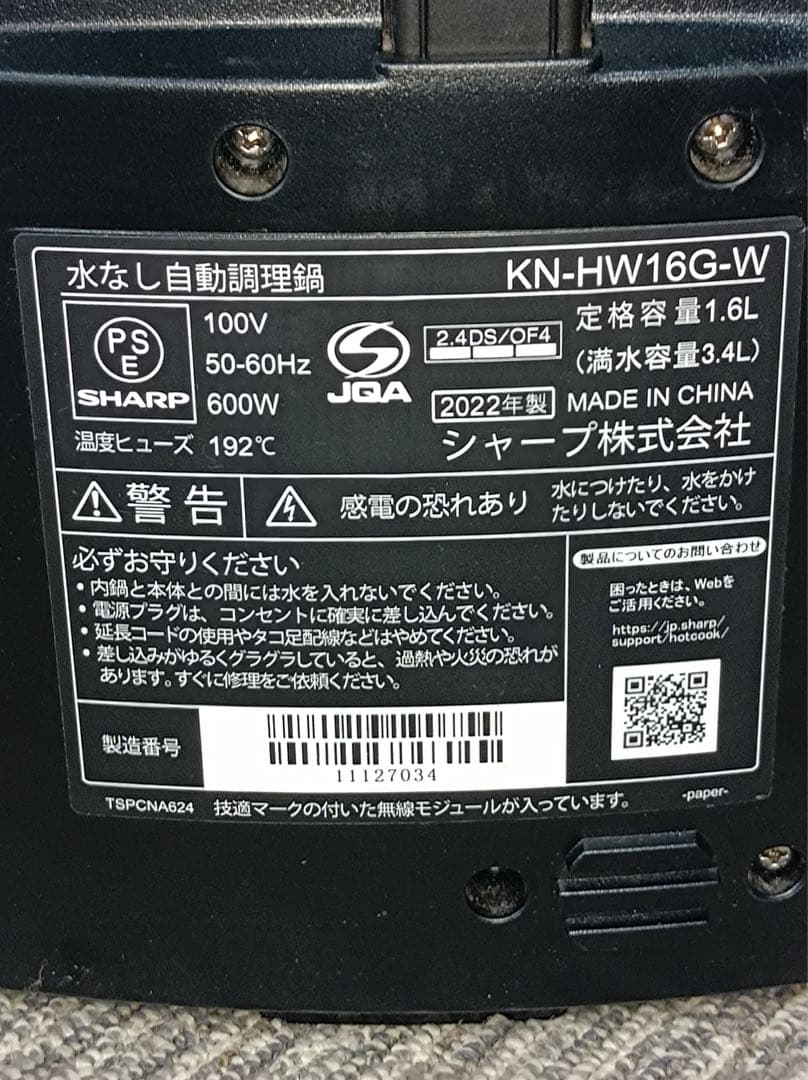 水なし自動調理鍋 KN-HW16G-W
PS
E
SHARP
100V
50-60Hz
600W
JQA
2.4DS/OF4
定格容量1.6L
(満水容量3.4L)
2022年製 MADE IN CHINA
温度ヒューズ 192℃
シャープ株式会社
警告
感電の恐れあり
水につけたり、水をかけ
たりしないでください。
必ずお守りください
・内鍋と本体との間には水を入れないでください。
・電源プラグは、コンセントに確実に差し込んでください。
・延長コードの使用やタコ足配線などはやめてください。
・差し込みがゆるくグラグラしていると、過熱や火災の恐れが
あります。すぐに修理をご依頼ください。
製品についてのお問い合わせ
困ったときは、Webを
ご活用ください。
https://jp.sharp/
support/hotcook/
製造番号
11127034
TSPCNA624 技適マークの付いた無線モジュールが入っています。 -paper-